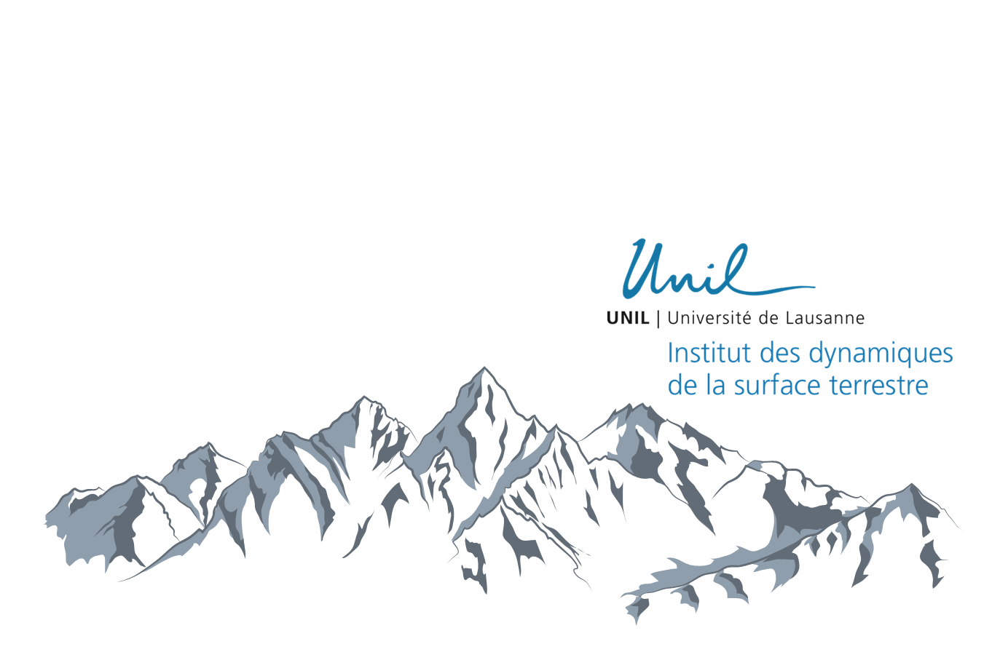 Unil
UNIL | Université de Lausanne
Institut des dynamiques
de la surface terrestre